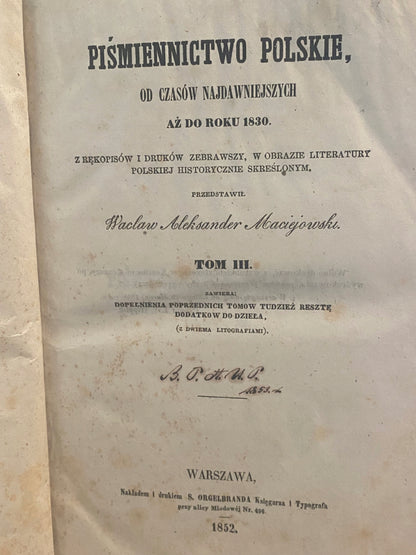 PIŚMIENNICTWO POLSKIE,
OD CZASÓW NAJDAWNIEJSZYCH
AŻ DO ROKU 1830.
Z RĘKOPISÓW I DRUKÓW ZEBRAWSZY, W OBRAZIE LITERATURY
POLSKIEJ HISTORYCZNIE SKREŚLONYM,
PRZEDSTAWIŁ
Wacław Aleksander Maciejowski.
TOM III.
ZAWIERA:
DOPEŁNIENIA POPRZEDNICH TOMÓW TUDZIEŻ RESZTĘ
DODATKÓW DO DZIEŁA,
(Z DWIEMA LITOGRAFIAMI).
B. P. H. U. P.
1853.
WARSZAWA,
Nakładem i drukiem S. ORGELBRANDA Księgarza i Typografa
przy ulicy Miodowéj Nr. 496.
1852.